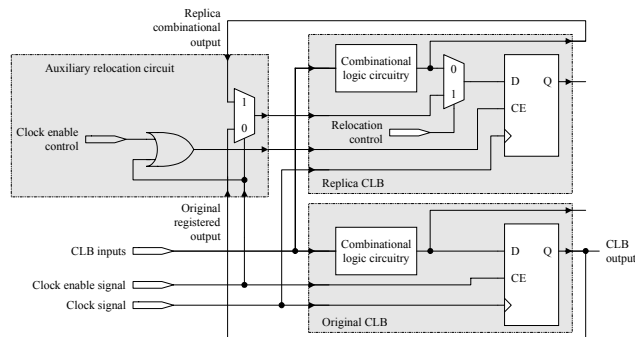 Replica
combinational
output
Auxiliary relocation circuit
Combinational
logic circuitry
0
1
D
Q
CE
1
0
Clock enable
control
Relocation
control
Replica CLB
Original
registered
output
CLB inputs
Combinational
logic circuitry
D
Q
CE
CLB
output
Clock enable signal
Clock signal
Original CLB